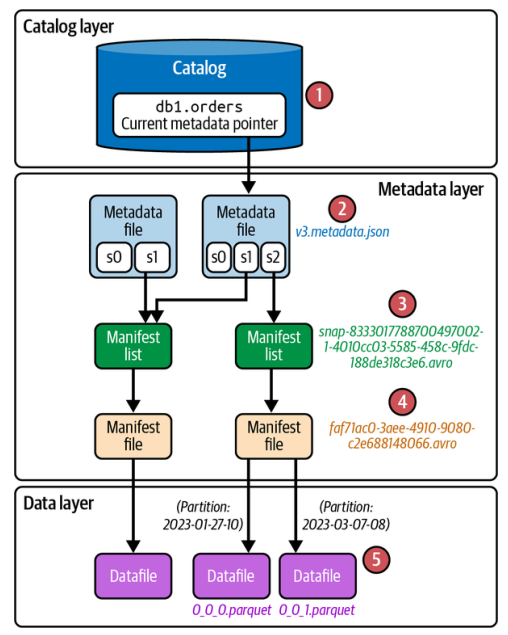 Catalog layer
Catalog
1
db1.orders
Current metadata pointer
Metadata layer
Metadata
file
s0 s1
Metadata
file
s0 s1 s2
2
v3.metadata.json
3
Manifest
list
Manifest
list
snap-8333017788700497002-
1-4010cc03-5585-458c-9fdc-
188de318c3e6.avro
4
Manifest
file
Manifest
file
faf71ac0-3aee-4910-9080-
c2e688148066.avro
Data layer
(Partition:
2023-01-27-10)
(Partition:
2023-03-07-08)
5
Datafile
Datafile
Datafile
0_0_0.parquet
0_0_1.parquet